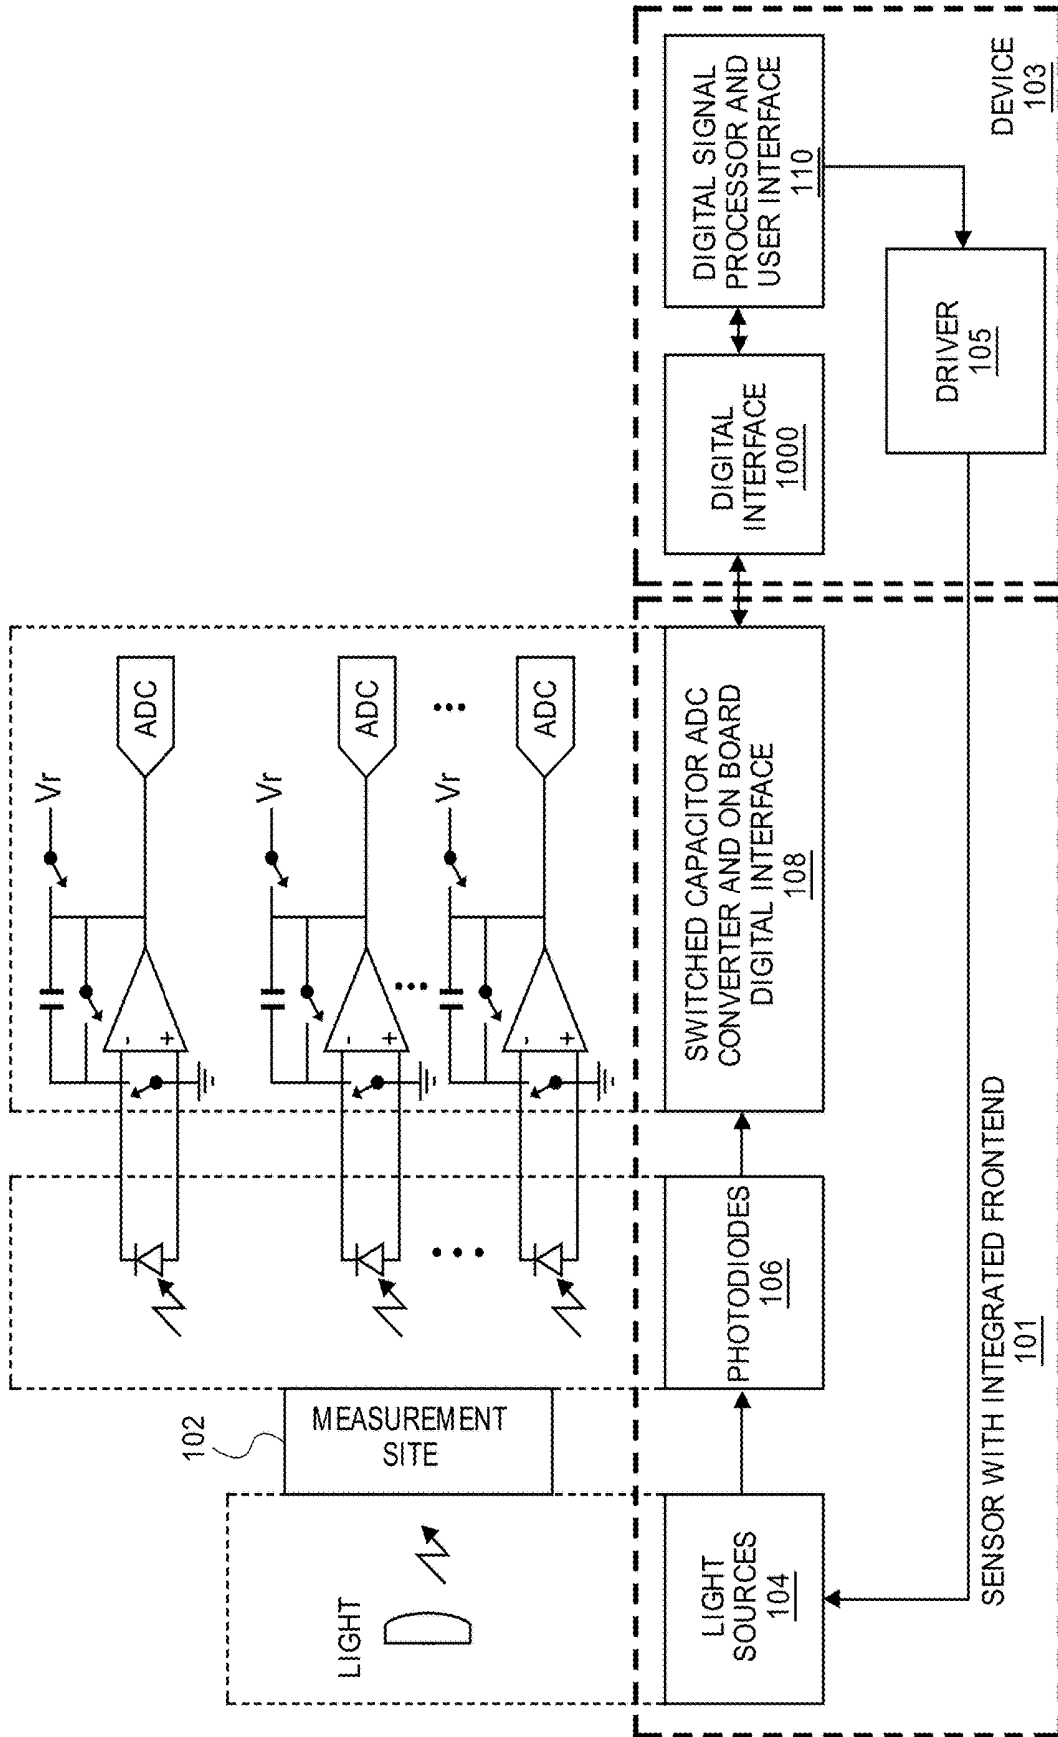 102
MEASUREMENT
SITE
LIGHT
-
+
Vr
ADC
-
+
Vr
ADC
-
+
Vr
ADC
LIGHT
SOURCES
104
PHOTODIODES
106
SWITCHED CAPACITOR ADC
CONVERTER AND ON BOARD
DIGITAL INTERFACE
108
DIGITAL
INTERFACE
1000
DIGITAL SIGNAL
PROCESSOR AND
USER INTERFACE
110
DRIVER
105
SENSOR WITH INTEGRATED FRONTEND
101
DEVICE
103